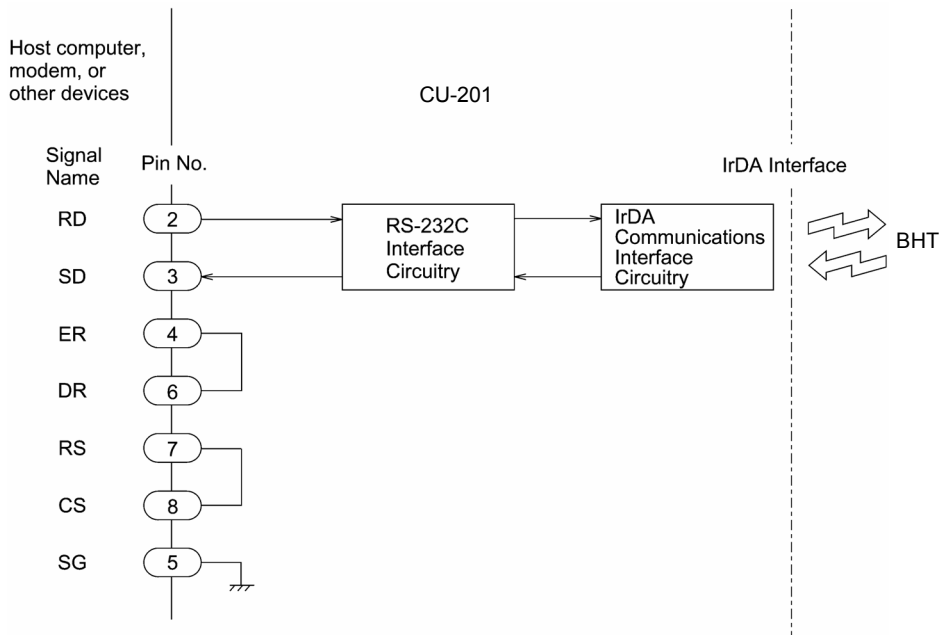 Host computer,
modem, or
other devices
CU-201
Signal
Name
Pin No.
IrDA Interface
RD
2
RS-232C
Interface
Circuitry
IrDA
Communications
Interface
Circuitry
BHT
SD
3
ER
4
DR
6
RS
7
CS
8
SG
5